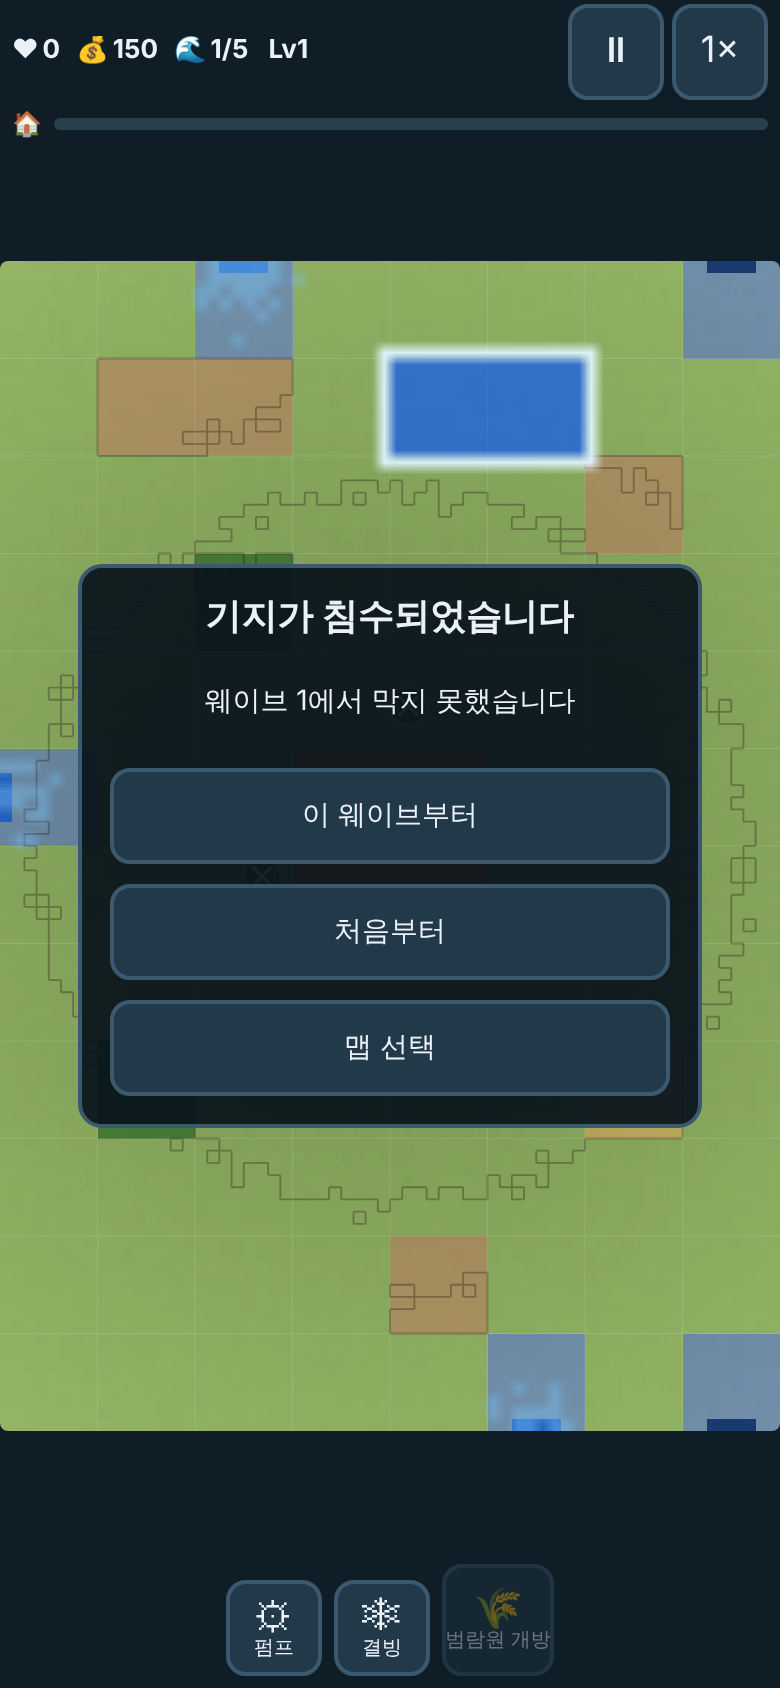 ♥0 💰150 🌊1/5 Lv1 1×
기지가 침수되었습니다
웨이브 1에서 막지 못했습니다
이 웨이브부터
처음부터
맵 선택
펌프 결빙 범람원 개방